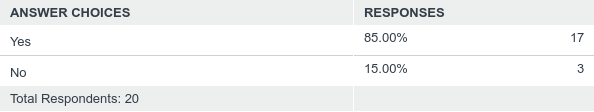 ANSWER CHOICES RESPONSES
Yes 85.00% 17
No 15.00% 3
Total Respondents: 20